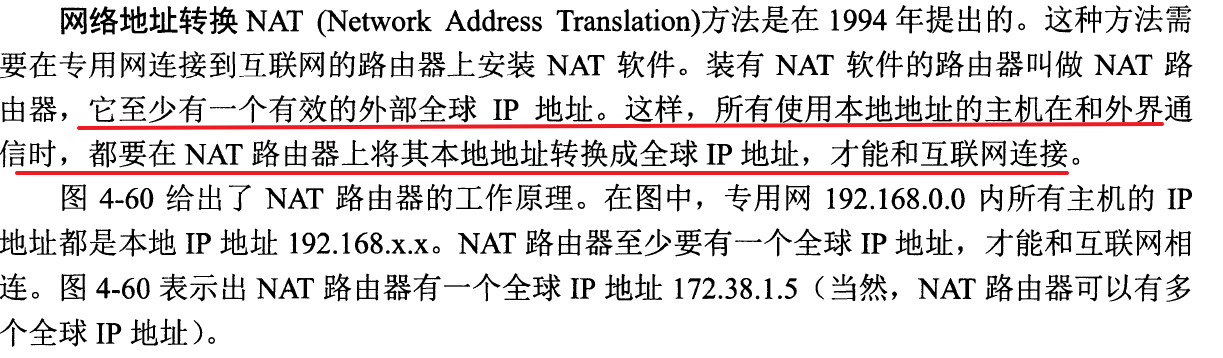 网络地址转换 NAT (Network Address Translation)方法是在 1994 年提出的。这种方法需
要在专用网连接到互联网的路由器上安装 NAT 软件。装有 NAT 软件的路由器叫做 NAT 路
由器，它至少有一个有效的外部全球 IP 地址。这样，所有使用本地地址的主机在和外界通
信时，都要在 NAT 路由器上将其本地地址转换成全球 IP 地址，才能和互联网连接。
图 4-60 给出了 NAT 路由器的工作原理。在图中，专用网 192.168.0.0 内所有主机的 IP
地址都是本地 IP 地址 192.168.x.x。NAT 路由器至少要有一个全球 IP 地址，才能和互联网相
连。图 4-60 表示出 NAT 路由器有一个全球 IP 地址 172.38.1.5（当然，NAT 路由器可以有多
个全球 IP 地址）。